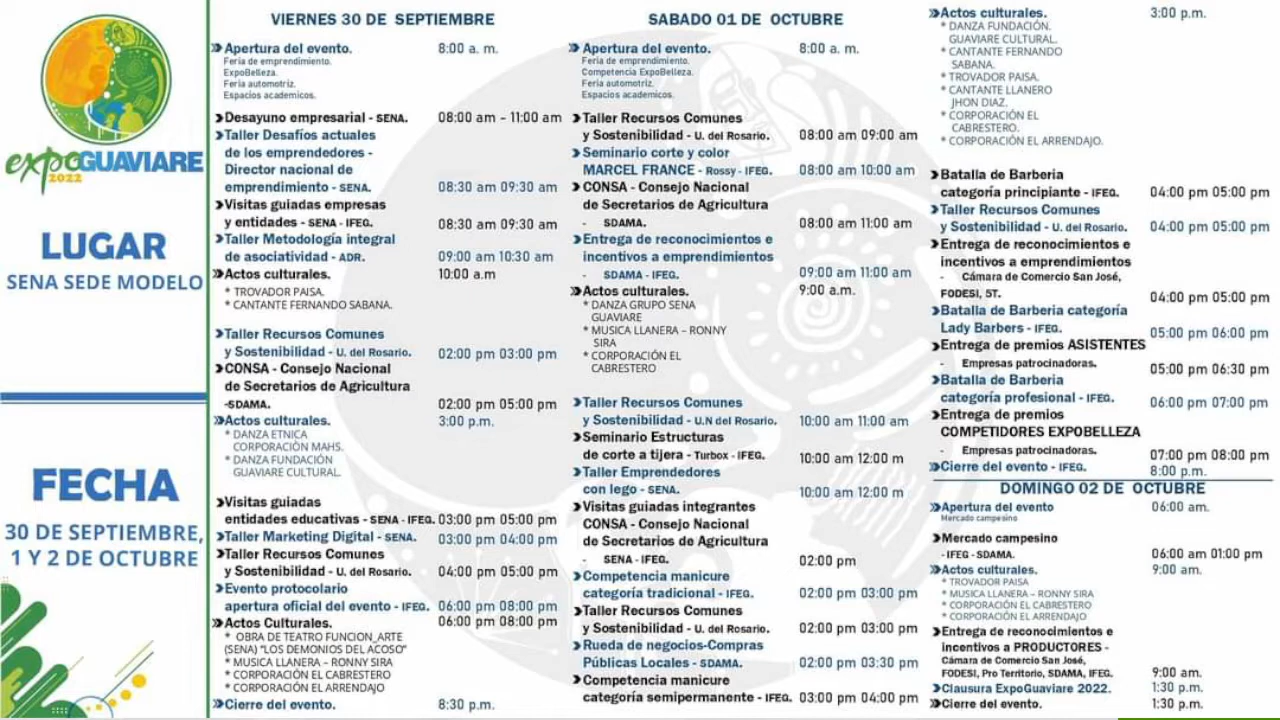 expoGUAVIARE
2022
LUGAR
SENA SEDE MODELO
FECHA
30 DE SEPTIEMBRE,
1 Y 2 DE OCTUBRE
VIERNES 30 DE SEPTIEMBRE
Apertura del evento. 8:00 a. m.
Feria de emprendimiento.
ExpoBelleza.
Feria automotriz.
Espacios academicos.
Desayuno empresarial - SENA. 08:00 am - 11:00 am
Taller Desafíos actuales
de los emprendedores -
Director nacional de
emprendimiento - SENA. 08:30 am 09:30 am
Visitas guiadas empresas
y entidades - SENA - IFEG. 08:30 am 09:30 am
Taller Metodología integral
de asociatividad - ADR. 09:00 am 10:30 am
Actos culturales. 10:00 a.m
* TROVADOR PAISA.
* CANTANTE FERNANDO SABANA.
Taller Recursos Comunes
y Sostenibilidad - U. del Rosario. 02:00 pm 03:00 pm
CONSA - Consejo Nacional
de Secretarios de Agricultura
-SDAMA. 02:00 pm 05:00 pm
Actos culturales. 3:00 p.m.
* DANZA ETNICA
CORPORACIÓN MAHS.
* DANZA FUNDACIÓN
GUAVIARE CULTURAL.
Visitas guiadas
entidades educativas - SENA - IFEG. 03:00 pm 05:00 pm
Taller Marketing Digital - SENA. 03:00 pm 04:00 pm
Taller Recursos Comunes
y Sostenibilidad - U. del Rosario. 04:00 pm 05:00 pm
Evento protocolario
apertura oficial del evento - IFEG. 06:00 pm 08:00 pm
Actos Culturales. 06:00 pm 08:00 pm
* OBRA DE TEATRO FUNCION_ARTE
(SENA) "LOS DEMONIOS DEL ACOSO"
* MUSICA LLANERA – RONNY SIRA
* CORPORACIÓN EL CABRESTERO
* CORPORACIÓN EL ARRENDAJO
Cierre del evento. 8:30 p.m.
SABADO 01 DE OCTUBRE
Apertura del evento. 8:00 a. m.
Feria de emprendimiento.
Competencia ExpoBelleza.
Feria automotriz.
Espacios academicos.
Taller Recursos Comunes
y Sostenibilidad - U. del Rosario. 08:00 am 09:00 am
Seminario corte y color
MARCEL FRANCE - Rossy - IFEG. 08:00 am 10:00 am
CONSA - Consejo Nacional
de Secretarios de Agricultura
- SDAMA. 08:00 am 11:00 am
Entrega de reconocimientos e
incentivos a emprendimientos
- SDAMA - IFEG. 09:00 am 11:00 am
Actos culturales. 9:00 a.m.
* DANZA GRUPO SENA
GUAVIARE
* MUSICA LLANERA – RONNY
SIRA
* CORPORACIÓN EL
CABRESTERO
Taller Recursos Comunes
y Sostenibilidad - U.N del Rosario. 10:00 am 11:00 am
Seminario Estructuras
de corte a tijera - Turbox - IFEG. 10:00 am 12:00 m
Taller Emprendedores
con lego - SENA. 10:00 am 12:00 m
Visitas guiadas integrantes
CONSA - Consejo Nacional
de Secretarios de Agricultura
- SENA - IFEG. 02:00 pm
Competencia manicure
categoría tradicional - IFEG. 02:00 pm 03:00 pm
Taller Recursos Comunes
y Sostenibilidad - U. del Rosario. 02:00 pm 03:00 pm
Rueda de negocios-Compras
Públicas Locales - SDAMA. 02:00 pm 03:30 pm
Competencia manicure
categoría semipermanente - IFEG. 03:00 pm 04:00 pm
Actos culturales. 3:00 p.m.
* DANZA FUNDACIÓN.
GUAVIARE CULTURAL.
* CANTANTE FERNANDO
SABANA.
* TROVADOR PAISA.
* CANTANTE LLANERO
JHON DIAZ.
* CORPORACIÓN EL
CABRESTERO.
* CORPORACIÓN EL ARRENDAJO.
Batalla de Barberia
categoría principiante - IFEG. 04:00 pm 05:00 pm
Taller Recursos Comunes
y Sostenibilidad - U. del Rosario. 04:00 pm 05:00 pm
Entrega de reconocimientos e
incentivos a emprendimientos
- Cámara de Comercio San José,
FODESI, 5T. 04:00 pm 05:00 pm
Batalla de Barberia categoría
Lady Barbers - IFEG. 05:00 pm 06:00 pm
Entrega de premios ASISTENTES
- Empresas patrocinadoras. 05:00 pm 06:30 pm
Batalla de Barberia
categoría profesional - IFEG. 06:00 pm 07:00 pm
Entrega de premios
COMPETIDORES EXPOBELLEZA
- Empresas patrocinadoras. 07:00 pm 08:00 pm
Cierre del evento - IFEG. 8:00 p.m.
DOMINGO 02 DE OCTUBRE
Apertura del evento 06:00 am.
Mercado campesino
Mercado campesino
- IFEG - SDAMA. 06:00 am 01:00 pm
Actos culturales. 9:00 am.
* TROVADOR PAISA
* MUSICA LLANERA – RONNY SIRA
* CORPORACIÓN EL CABRESTERO
* CORPORACIÓN EL ARRENDAJO
Entrega de reconocimientos e
incentivos a PRODUCTORES -
Cámara de Comercio San José,
FODESI, Pro Territorio, SDAMA, IFEG. 9:00 am.
Clausura ExpoGuaviare 2022. 1:30 p.m.
Cierre del evento. 1:30 p.m.